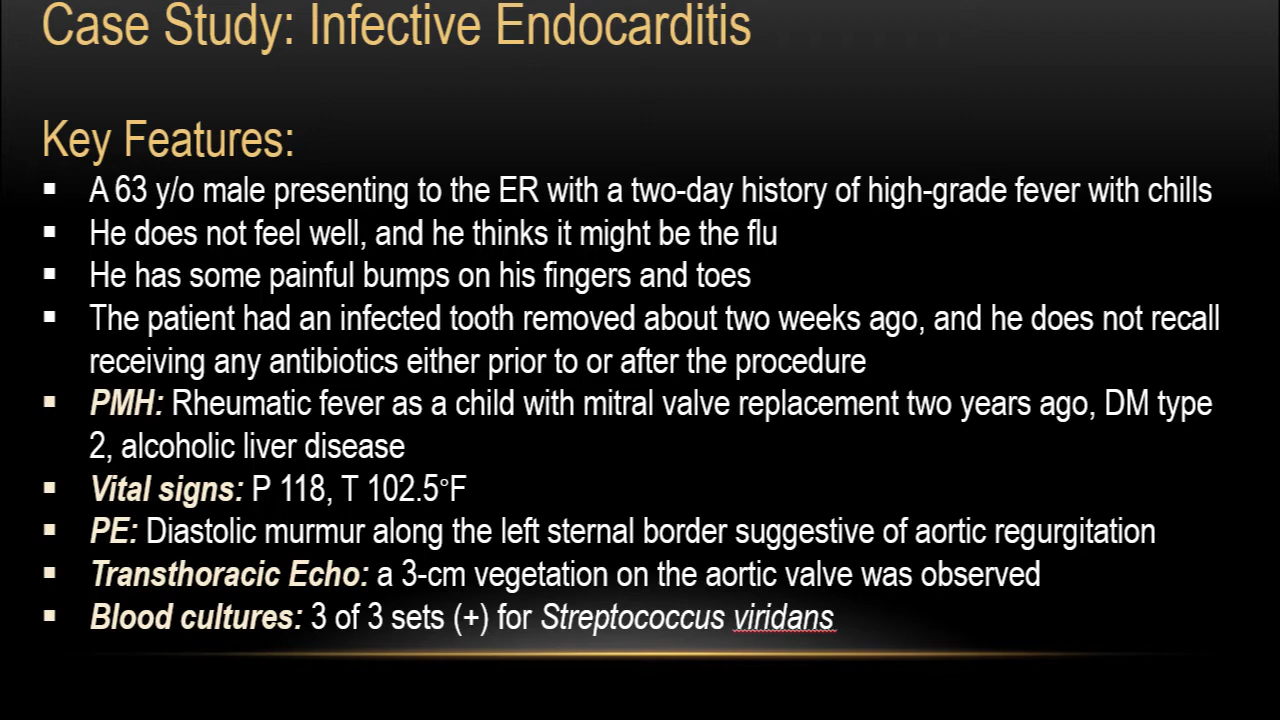 Case Study: Infective Endocarditis
Key Features:
▪ A 63 y/o male presenting to the ER with a two-day history of high-grade fever with chills
▪ He does not feel well, and he thinks it might be the flu
▪ He has some painful bumps on his fingers and toes
▪ The patient had an infected tooth removed about two weeks ago, and he does not recall
receiving any antibiotics either prior to or after the procedure
▪ PMH: Rheumatic fever as a child with mitral valve replacement two years ago, DM type
2, alcoholic liver disease
▪ Vital signs: P 118, T 102.5°F
▪ PE: Diastolic murmur along the left sternal border suggestive of aortic regurgitation
▪ Transthoracic Echo: a 3-cm vegetation on the aortic valve was observed
▪ Blood cultures: 3 of 3 sets (+) for Streptococcus viridans